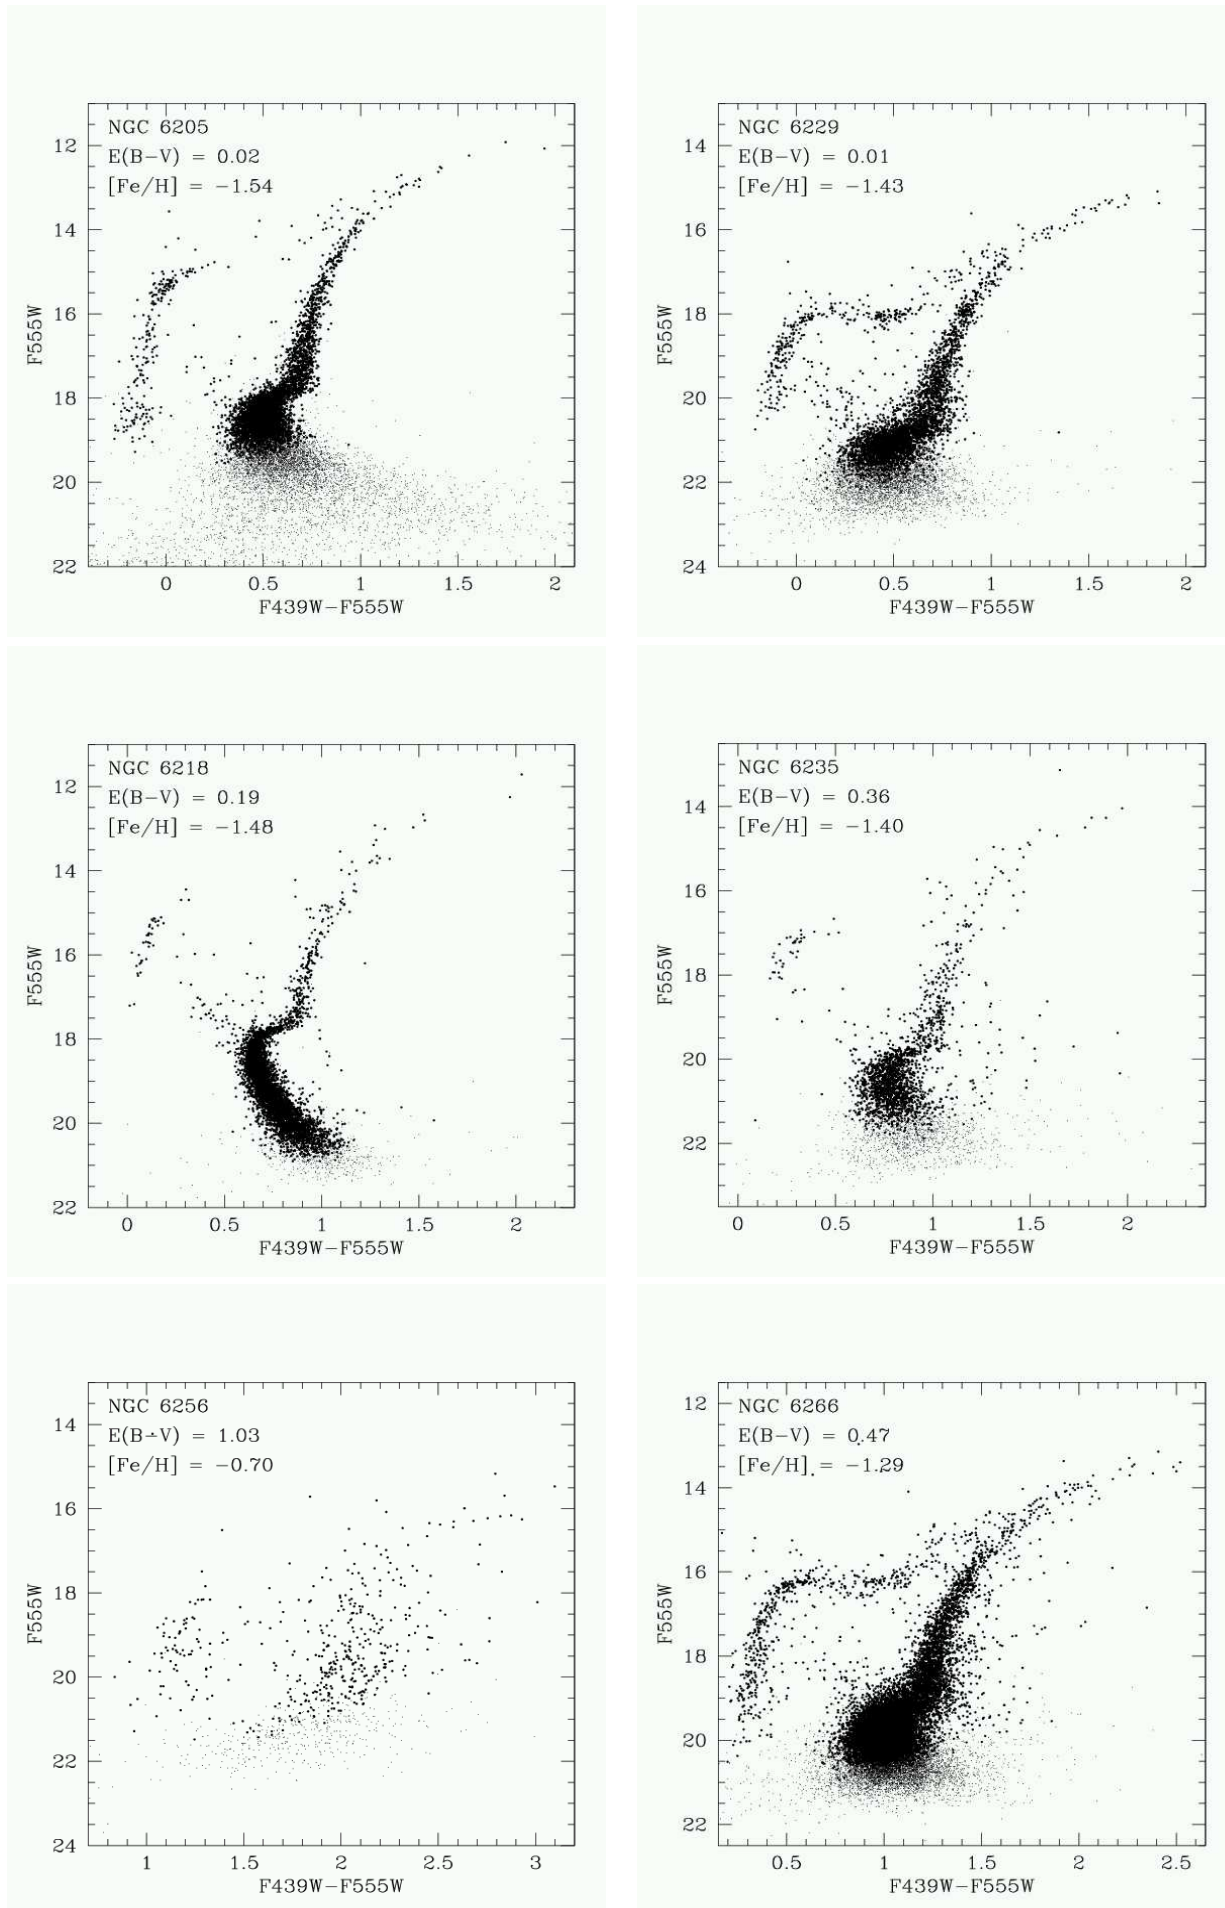 NGC 6205
E(B−V) = 0.02
[Fe/H] = −1.54
12
14
16
18
20
22
F555W
0 0.5 1 1.5 2
F439W−F555W
NGC 6229
E(B−V) = 0.01
[Fe/H] = −1.43
14
16
18
20
22
24
F555W
0 0.5 1 1.5 2
F439W−F555W
NGC 6218
E(B−V) = 0.19
[Fe/H] = −1.48
12
14
16
18
20
22
F555W
0 0.5 1 1.5 2
F439W−F555W
NGC 6235
E(B−V) = 0.36
[Fe/H] = −1.40
14
16
18
20
22
F555W
0 0.5 1 1.5 2
F439W−F555W
NGC 6256
E(B−V) = 1.03
[Fe/H] = −0.70
14
16
18
20
22
24
F555W
1 1.5 2 2.5 3
F439W−F555W
NGC 6266
E(B−V) = 0.47
[Fe/H] = −1.29
12
14
16
18
20
22
F555W
0.5 1 1.5 2 2.5
F439W−F555W